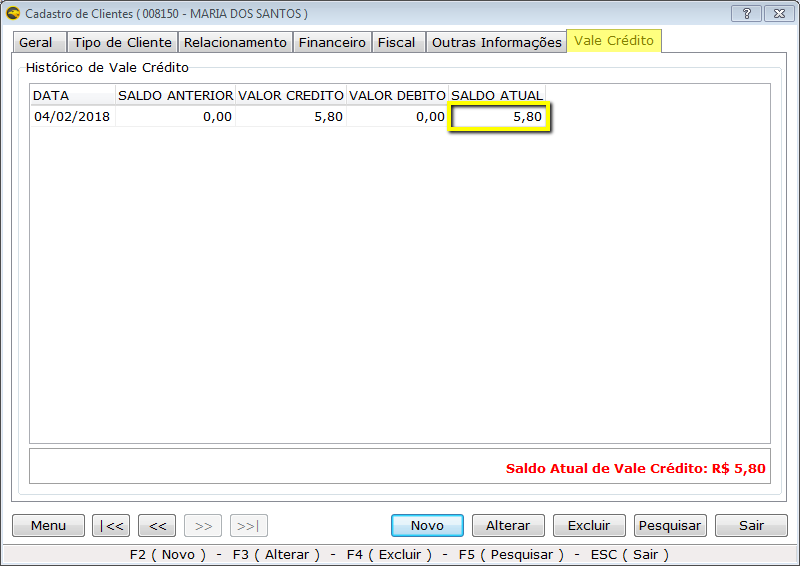 Cadastro de Clientes ( 008150 - MARIA DOS SANTOS )
?
Geral Tipo de Cliente Relacionamento Financeiro Fiscal Outras Informações Vale Crédito
Histórico de Vale Crédito
DATA SALDO ANTERIOR VALOR CREDITO VALOR DEBITO SALDO ATUAL
04/02/2018 0,00 5,80 0,00 5,80
Saldo Atual de Vale Crédito: R$ 5,80
Menu |<< << >> >>| Novo Alterar Excluir Pesquisar Sair
F2 ( Novo ) - F3 ( Alterar ) - F4 ( Excluir ) - F5 ( Pesquisar ) - ESC ( Sair )